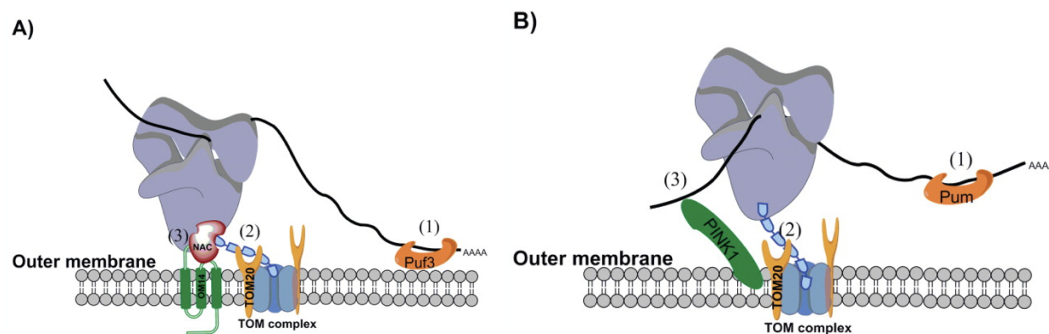 A)
(1)
(2)
(3)
NAC
Puf3
AAAA
Outer membrane
OM14
TOM20
TOM complex
B)
(1)
(3)
AAA
Pum
(2)
PINK1
Outer membrane
TOM20
TOM complex